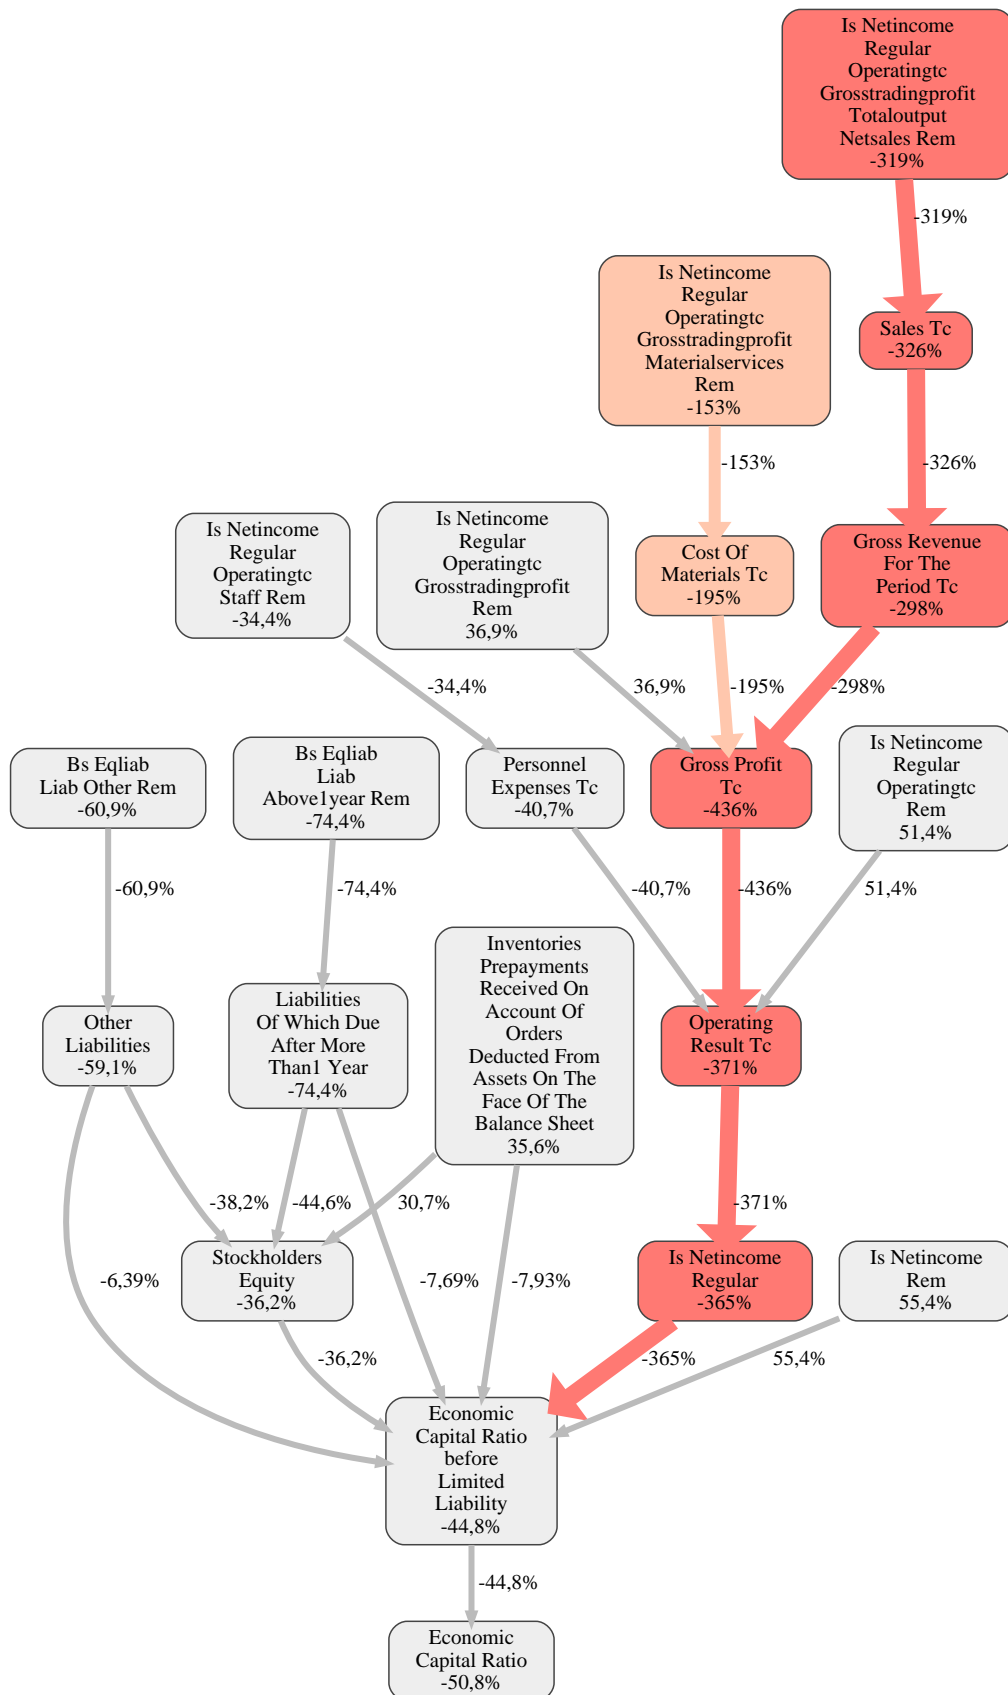 Is Netincome
Regular
Operatingtc
Grosstradingprofit
Totaloutput
Netsales Rem
-319%
-319%
Is Netincome
Regular
Operatingtc
Grosstradingprofit
Materialservices
Rem
-153%
Sales Tc
-326%
-153%
-326%
Is Netincome
Regular
Operatingtc
Staff Rem
-34,4%
Is Netincome
Regular
Operatingtc
Grosstradingprofit
Rem
36,9%
Cost Of
Materials Tc
-195%
Gross Revenue
For The
Period Tc
-298%
-34,4%
36,9%
-195%
-298%
Bs Eqliab
Liab Other Rem
-60,9%
Bs Eqliab
Liab
Above1year Rem
-74,4%
Personnel
Expenses Tc
-40,7%
Gross Profit
Tc
-436%
Is Netincome
Regular
Operatingtc
Rem
51,4%
-60,9%
-74,4%
-40,7%
-436%
51,4%
Other
Liabilities
-59,1%
Liabilities
Of Which Due
After More
Than1 Year
-74,4%
Inventories
Prepayments
Received On
Account Of
Orders
Deducted From
Assets On The
Face Of The
Balance Sheet
35,6%
Operating
Result Tc
-371%
-38,2%
-44,6%
30,7%
-371%
Stockholders
Equity
-36,2%
-6,39%
-7,69%
-7,93%
Is Netincome
Regular
-365%
Is Netincome
Rem
55,4%
-36,2%
-365%
55,4%
Economic
Capital Ratio
before
Limited
Liability
-44,8%
-44,8%
Economic
Capital Ratio
-50,8%